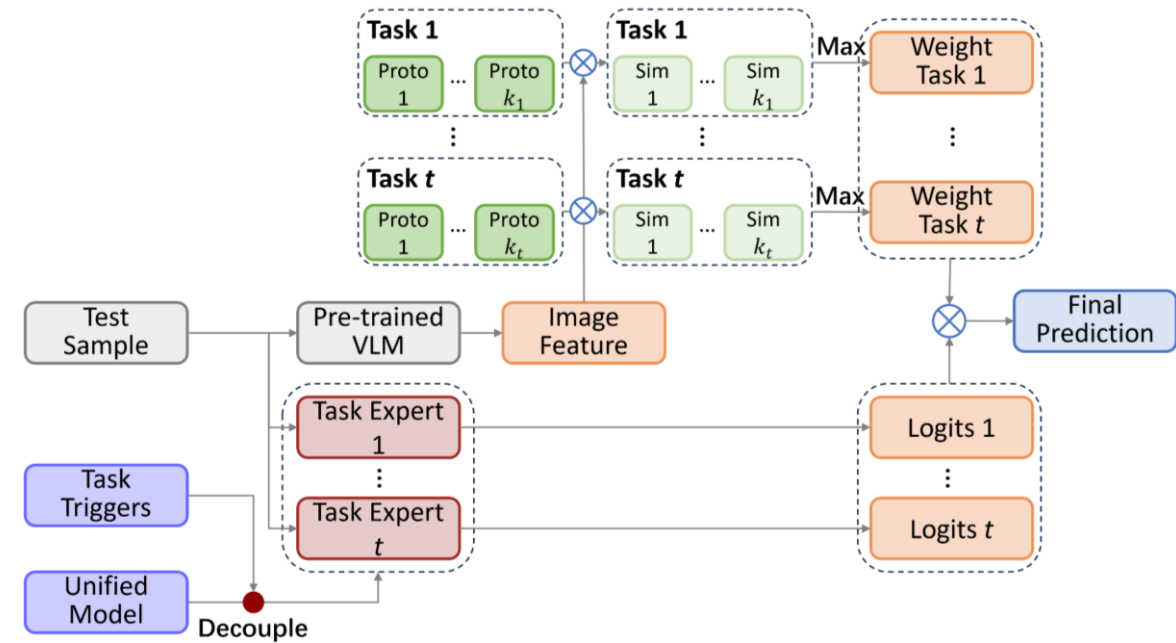 Task 1
Proto
1
...
Proto
k₁
Task 1
Sim
1
...
Sim
k₁
Max
Weight
Task 1
Task t
Proto
1
...
Proto
kₜ
Task t
Sim
1
...
Sim
kₜ
Max
Weight
Task t
Test
Sample
Pre-trained
VLM
Image
Feature
Final
Prediction
Task Expert
1
Logits 1
Task
Triggers
Task Expert
t
Logits t
Unified
Model
Decouple